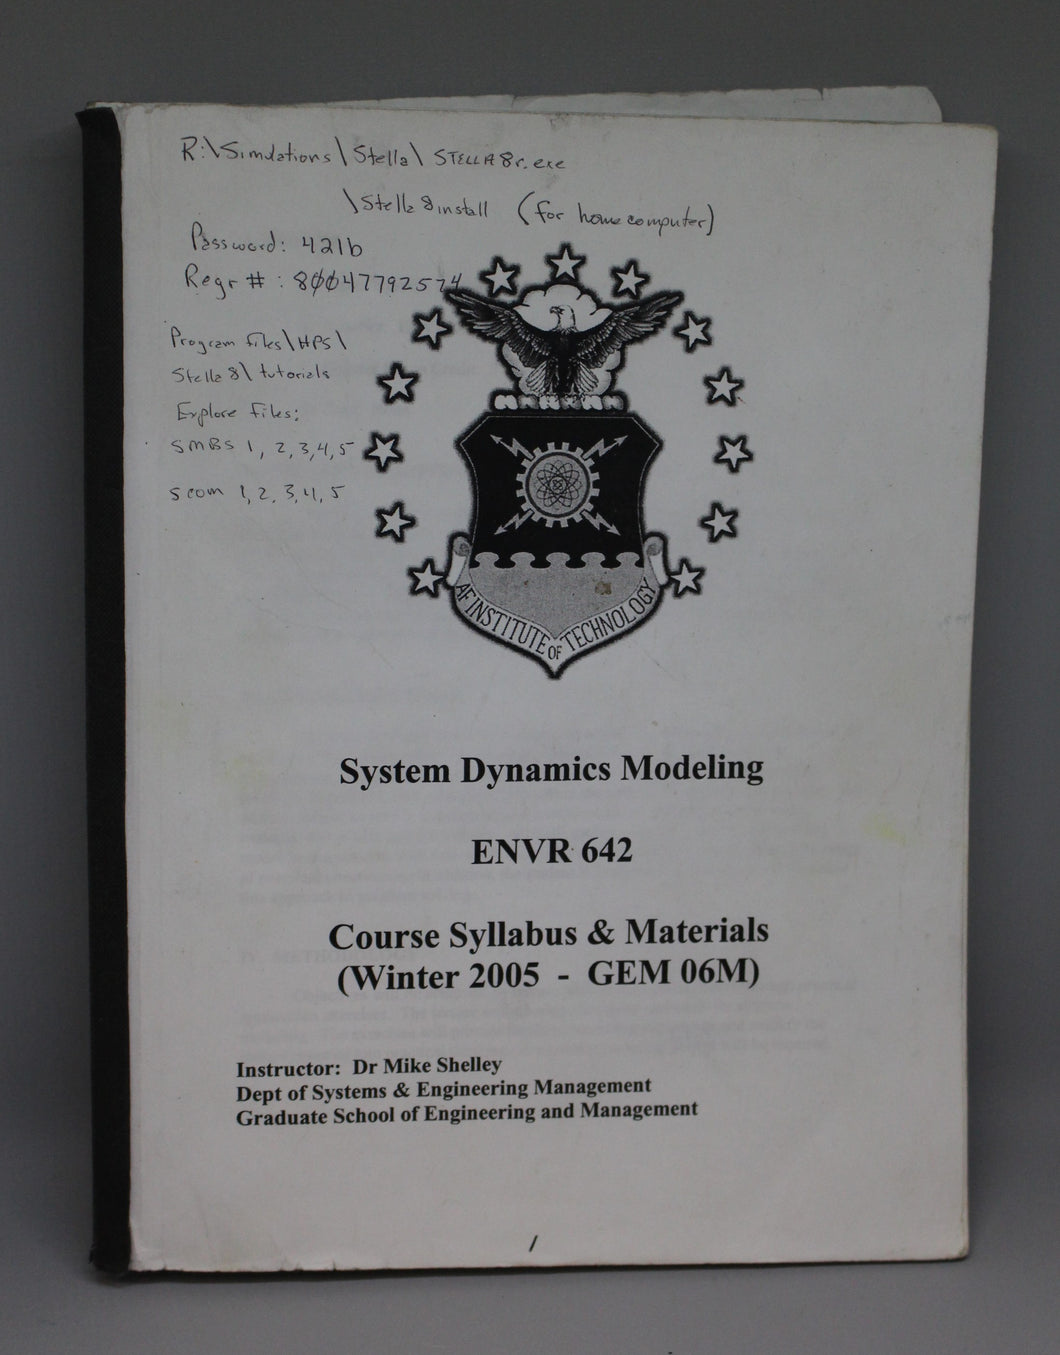 R:\Simulations\Stella\STELLA8r.exe
\Stella8install (for home computer)
Password: 421b
Regr #: 80047792574
Program files\HPS\
Stella 8\tutorials
Explore files:
SMBS 1, 2, 3, 4, 5
scom 1, 2, 3, 4, 5
AF INSTITUTE OF TECHNOLOGY
System Dynamics Modeling
ENVR 642
Course Syllabus & Materials
(Winter 2005 - GEM 06M)
Instructor: Dr Mike Shelley
Dept of Systems & Engineering Management
Graduate School of Engineering and Management
/